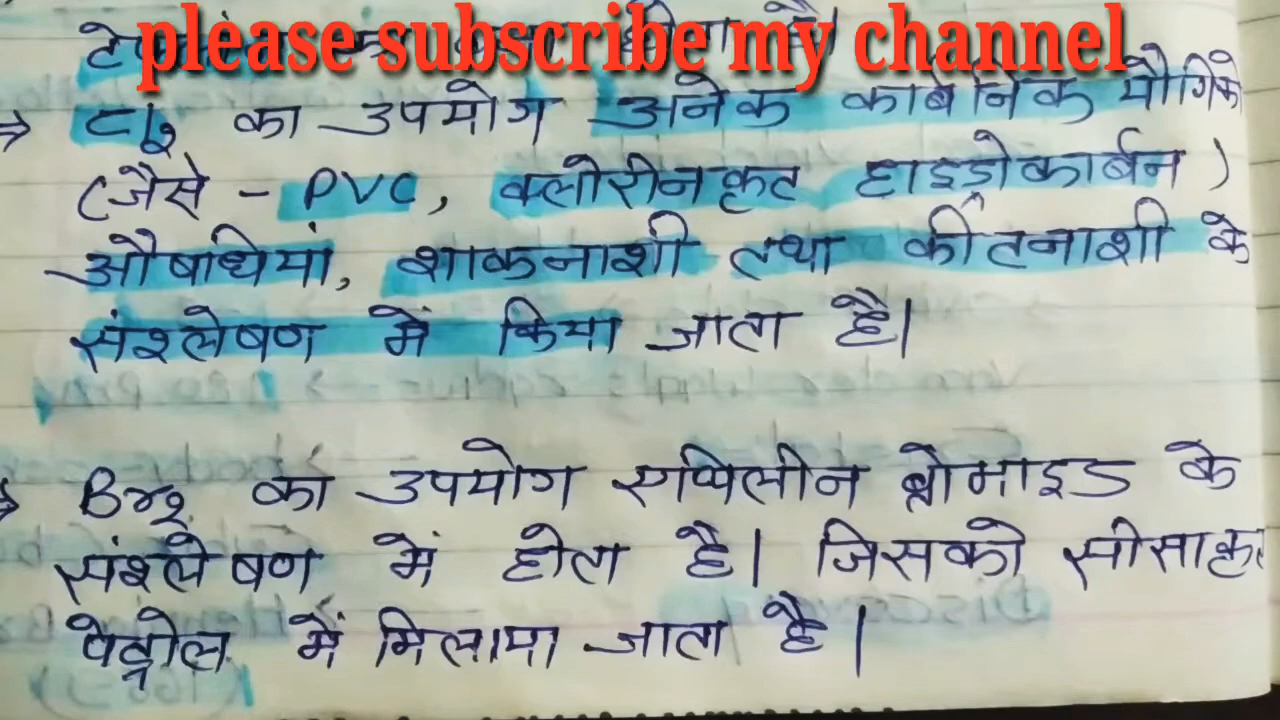 please subscribe my channel
⇒ Cl₂ का उपयोग अनेक कार्बनिक यौगिको
(जैसे - PVC, क्लोरीनकृत हाइड्रोकार्बन)
औषधियां, शाकनाशी तथा कीटनाशी के
संश्लेषण में किया जाता है।
⇒ Br₂ का उपयोग एथिलीन ब्रोमाइड के
संश्लेषण में होता है। जिसको सीसाकृत
पेट्रोल में मिलाया जाता है।